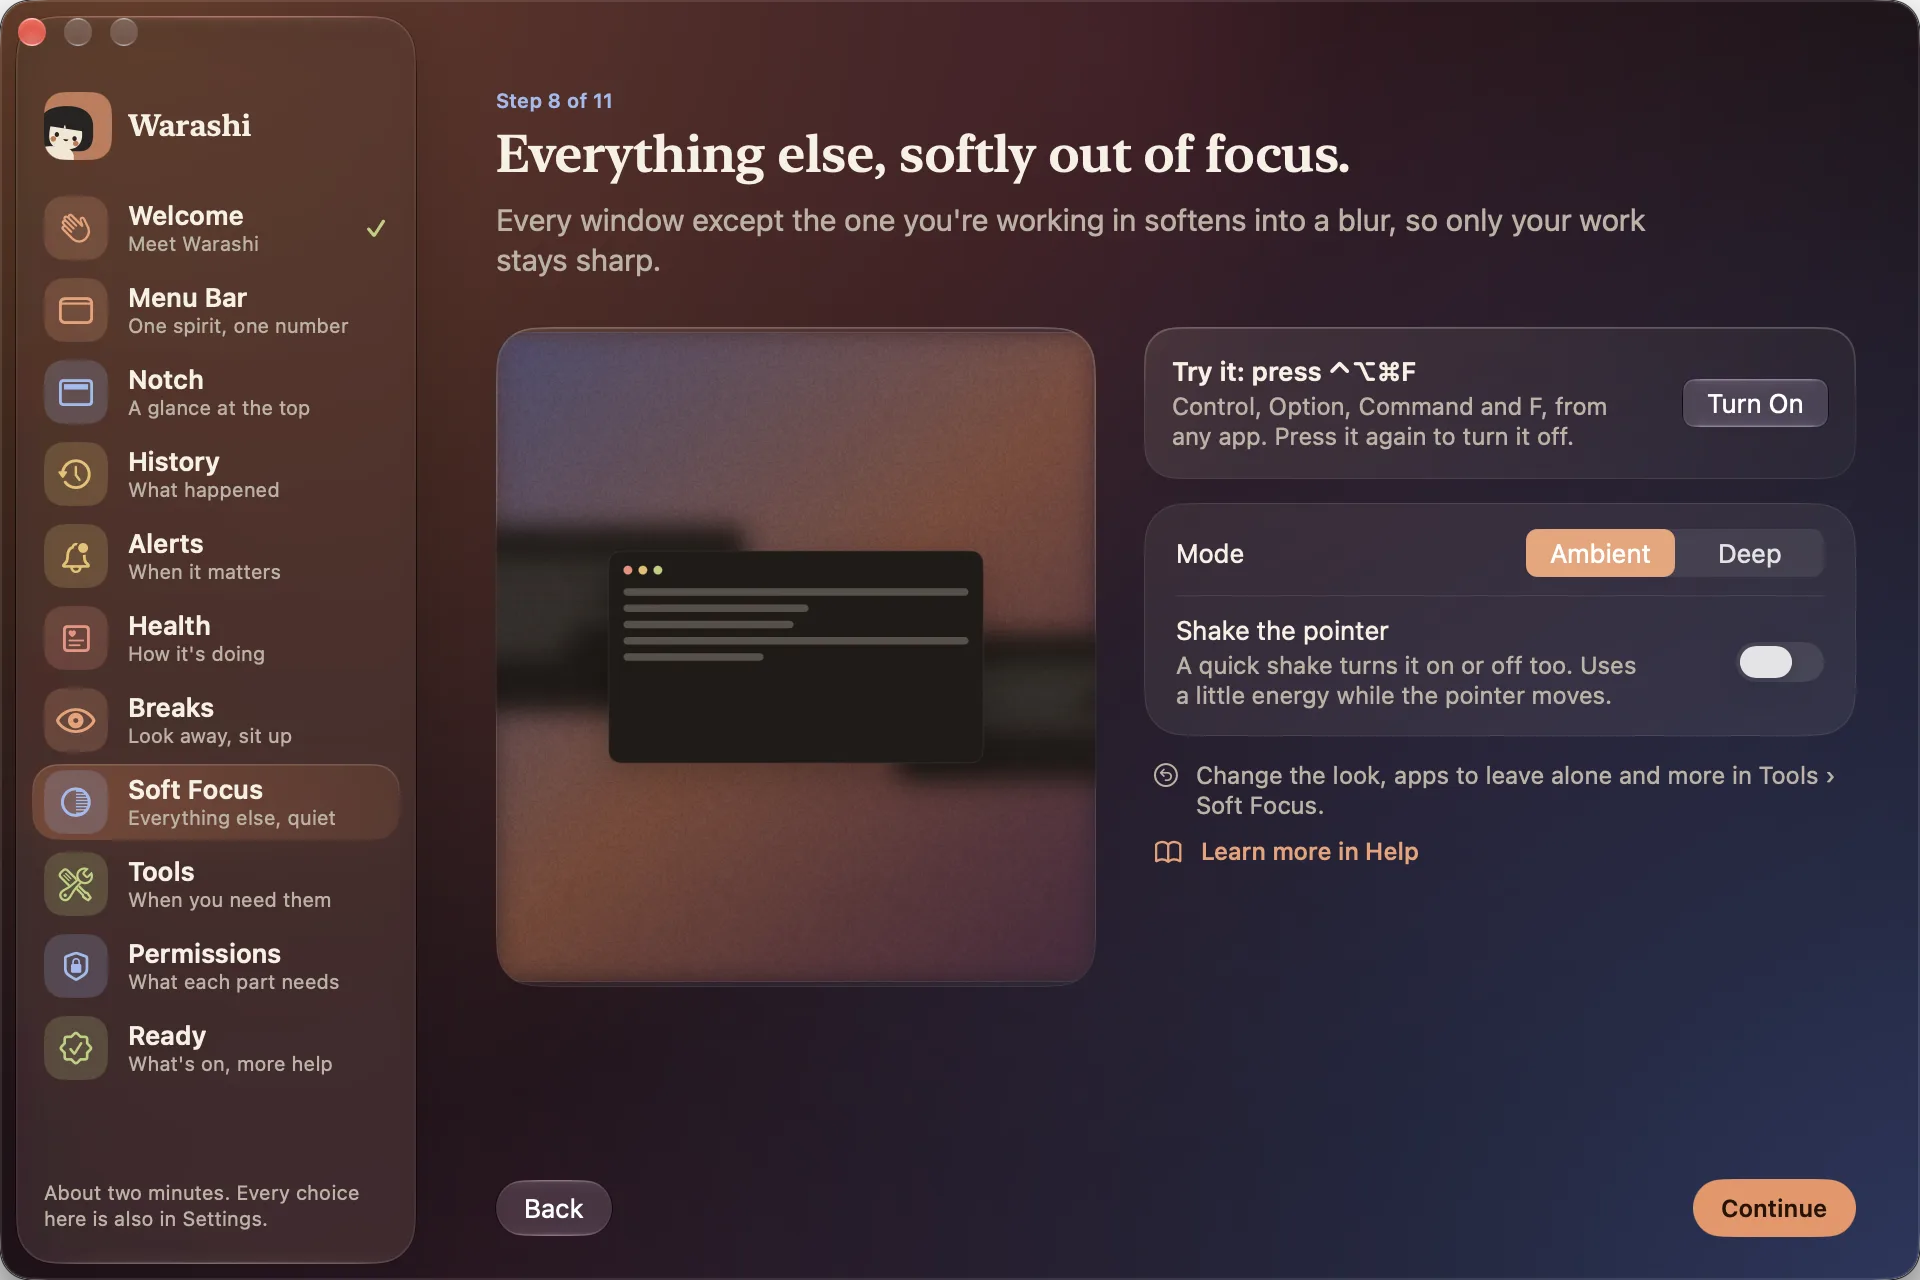 Warashi
Welcome
Meet Warashi
Menu Bar
One spirit, one number
Notch
A glance at the top
History
What happened
Alerts
When it matters
Health
How it's doing
Breaks
Look away, sit up
Soft Focus
Everything else, quiet
Tools
When you need them
Permissions
What each part needs
Ready
What's on, more help
About two minutes. Every choice
here is also in Settings.
Step 8 of 11
Everything else, softly out of focus.
Every window except the one you're working in softens into a blur, so only your work
stays sharp.
Try it: press ⌃⌥⌘F
Control, Option, Command and F, from
any app. Press it again to turn it off.
Turn On
Mode
Ambient
Deep
Shake the pointer
A quick shake turns it on or off too. Uses
a little energy while the pointer moves.
Change the look, apps to leave alone and more in Tools ›
Soft Focus.
Learn more in Help
Back
Continue